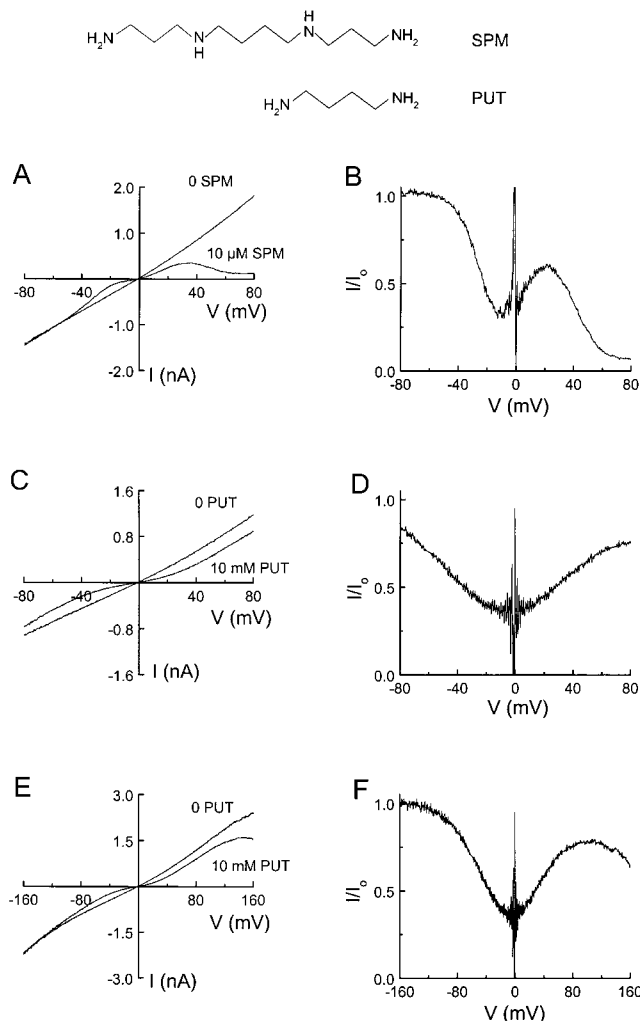 H₂N N H H N NH₂ SPM
H₂N NH₂ PUT
A
2.0
1.0
0 SPM
10 µM SPM
-80 -40 0 40 80
-1.0
-2.0
V (mV)
I (nA)
B
1.0
0.5
0.0
I/Iₒ
-80 -40 0 40 80
V (mV)
C
1.6
0.8
0 PUT
10 mM PUT
-80 -40 0 40 80
-0.8
-1.6
V (mV)
I (nA)
D
1.0
0.5
0.0
I/Iₒ
-80 -40 0 40 80
V (mV)
E
3.0
1.5
0 PUT
10 mM PUT
-160 -80 0 80 160
-1.5
-3.0
V (mV)
I (nA)
F
1.0
0.5
0.0
I/Iₒ
-160 -80 0 80 160
V (mV)